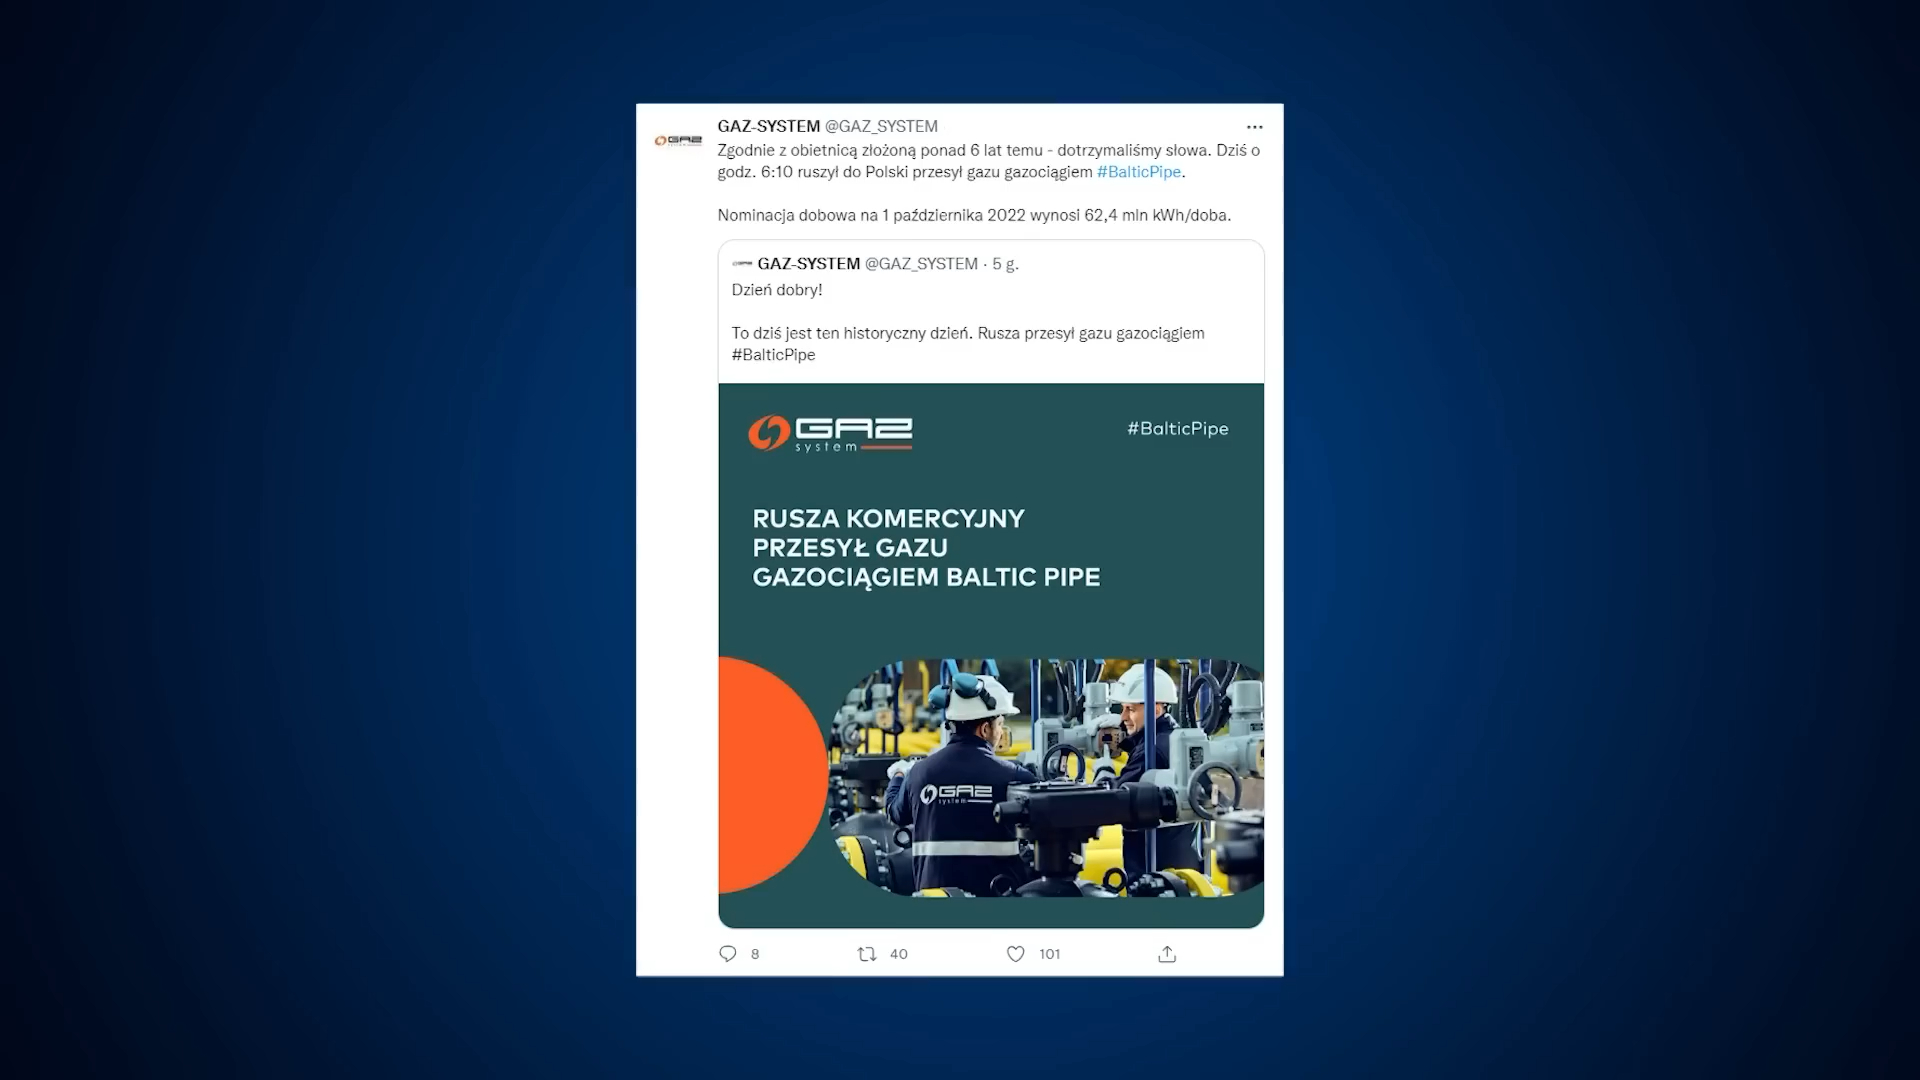 GAZ-SYSTEM @GAZ_SYSTEM
GAZ
Zgodnie z obietnicą złożoną ponad 6 lat temu - dotrzymaliśmy słowa. Dziś o
godz. 6:10 ruszył do Polski przesył gazu gazociągiem #BalticPipe.
Nominacja dobowa na 1 października 2022 wynosi 62,4 mln kWh/doba.
GAZ-SYSTEM @GAZ_SYSTEM · 5 g.
Dzień dobry!
To dziś jest ten historyczny dzień. Rusza przesył gazu gazociągiem
#BalticPipe
GAZ
system
#BalticPipe
RUSZA KOMERCYJNY
PRZESYŁ GAZU
GAZOCIĄGIEM BALTIC PIPE
GAZ
system
8 40 101